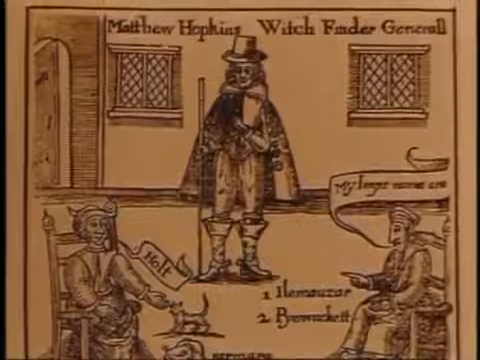 Matthew Hopkins Witch Finder Generall
My Impes names are
Holt
1 Ilemauzar
2 Pyewackett